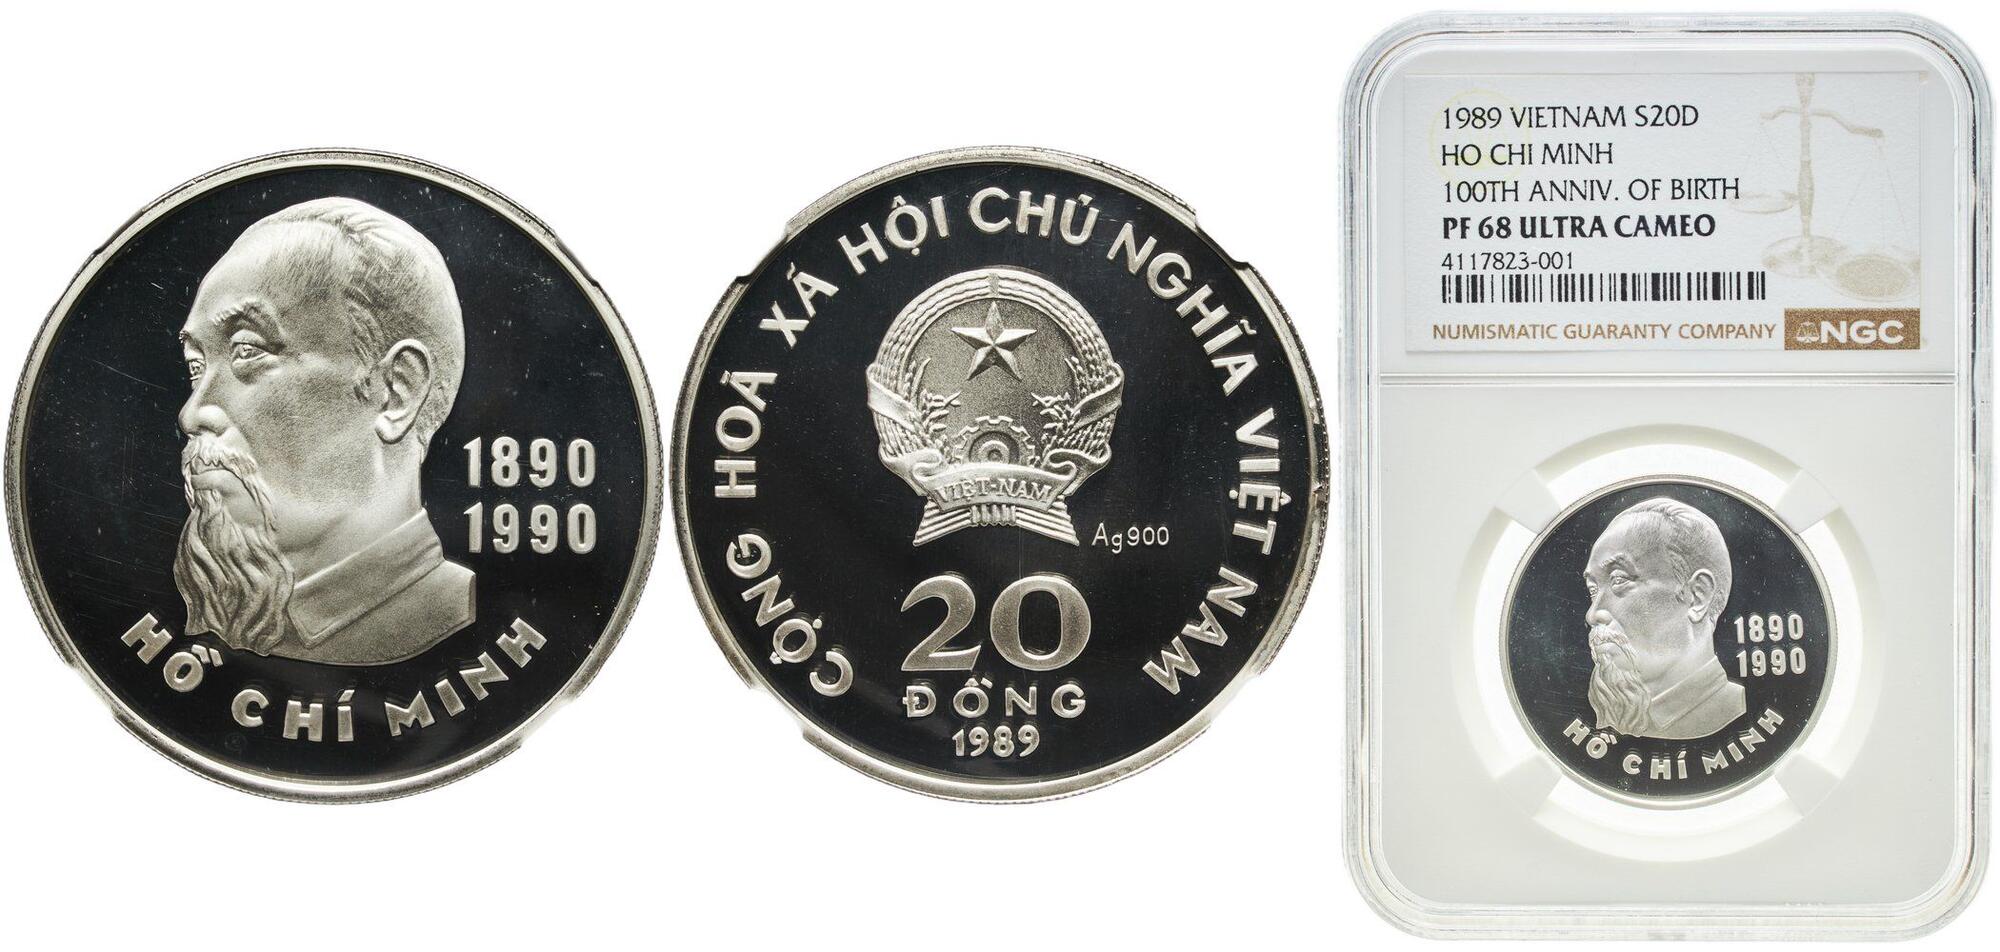 1890
1990
HỒ CHÍ MINH
CỘNG HOÀ XÃ HỘI CHỦ NGHĨA VIỆT NAM
VIỆT-NAM
Ag900
20
ĐỒNG
1989
1989 VIETNAM S20D
HO CHI MINH
100TH ANNIV. OF BIRTH
PF 68 ULTRA CAMEO
4117823-001
NUMISMATIC GUARANTY COMPANY NGC
1890
1990
HỒ CHÍ MINH